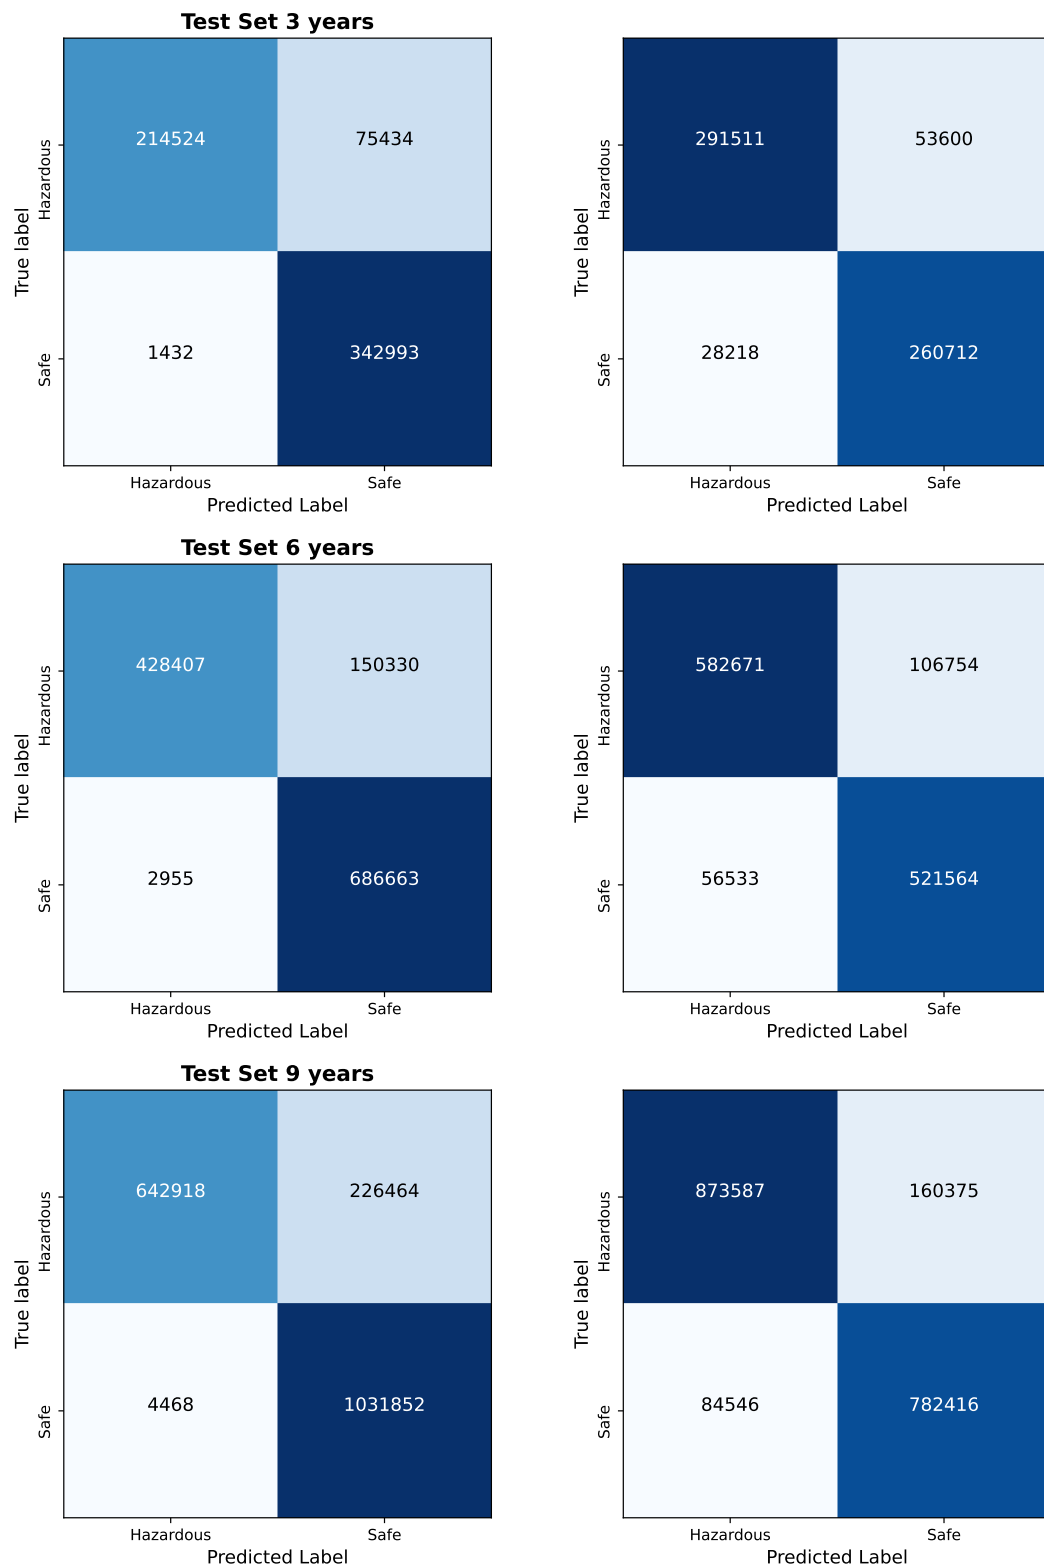 Test Set 3 years
True label
Hazardous
214524
75434
Safe
1432
342993
Hazardous
Safe
Predicted Label
True label
Hazardous
291511
53600
Safe
28218
260712
Hazardous
Safe
Predicted Label
Test Set 6 years
True label
Hazardous
428407
150330
Safe
2955
686663
Hazardous
Safe
Predicted Label
True label
Hazardous
582671
106754
Safe
56533
521564
Hazardous
Safe
Predicted Label
Test Set 9 years
True label
Hazardous
642918
226464
Safe
4468
1031852
Hazardous
Safe
Predicted Label
True label
Hazardous
873587
160375
Safe
84546
782416
Hazardous
Safe
Predicted Label